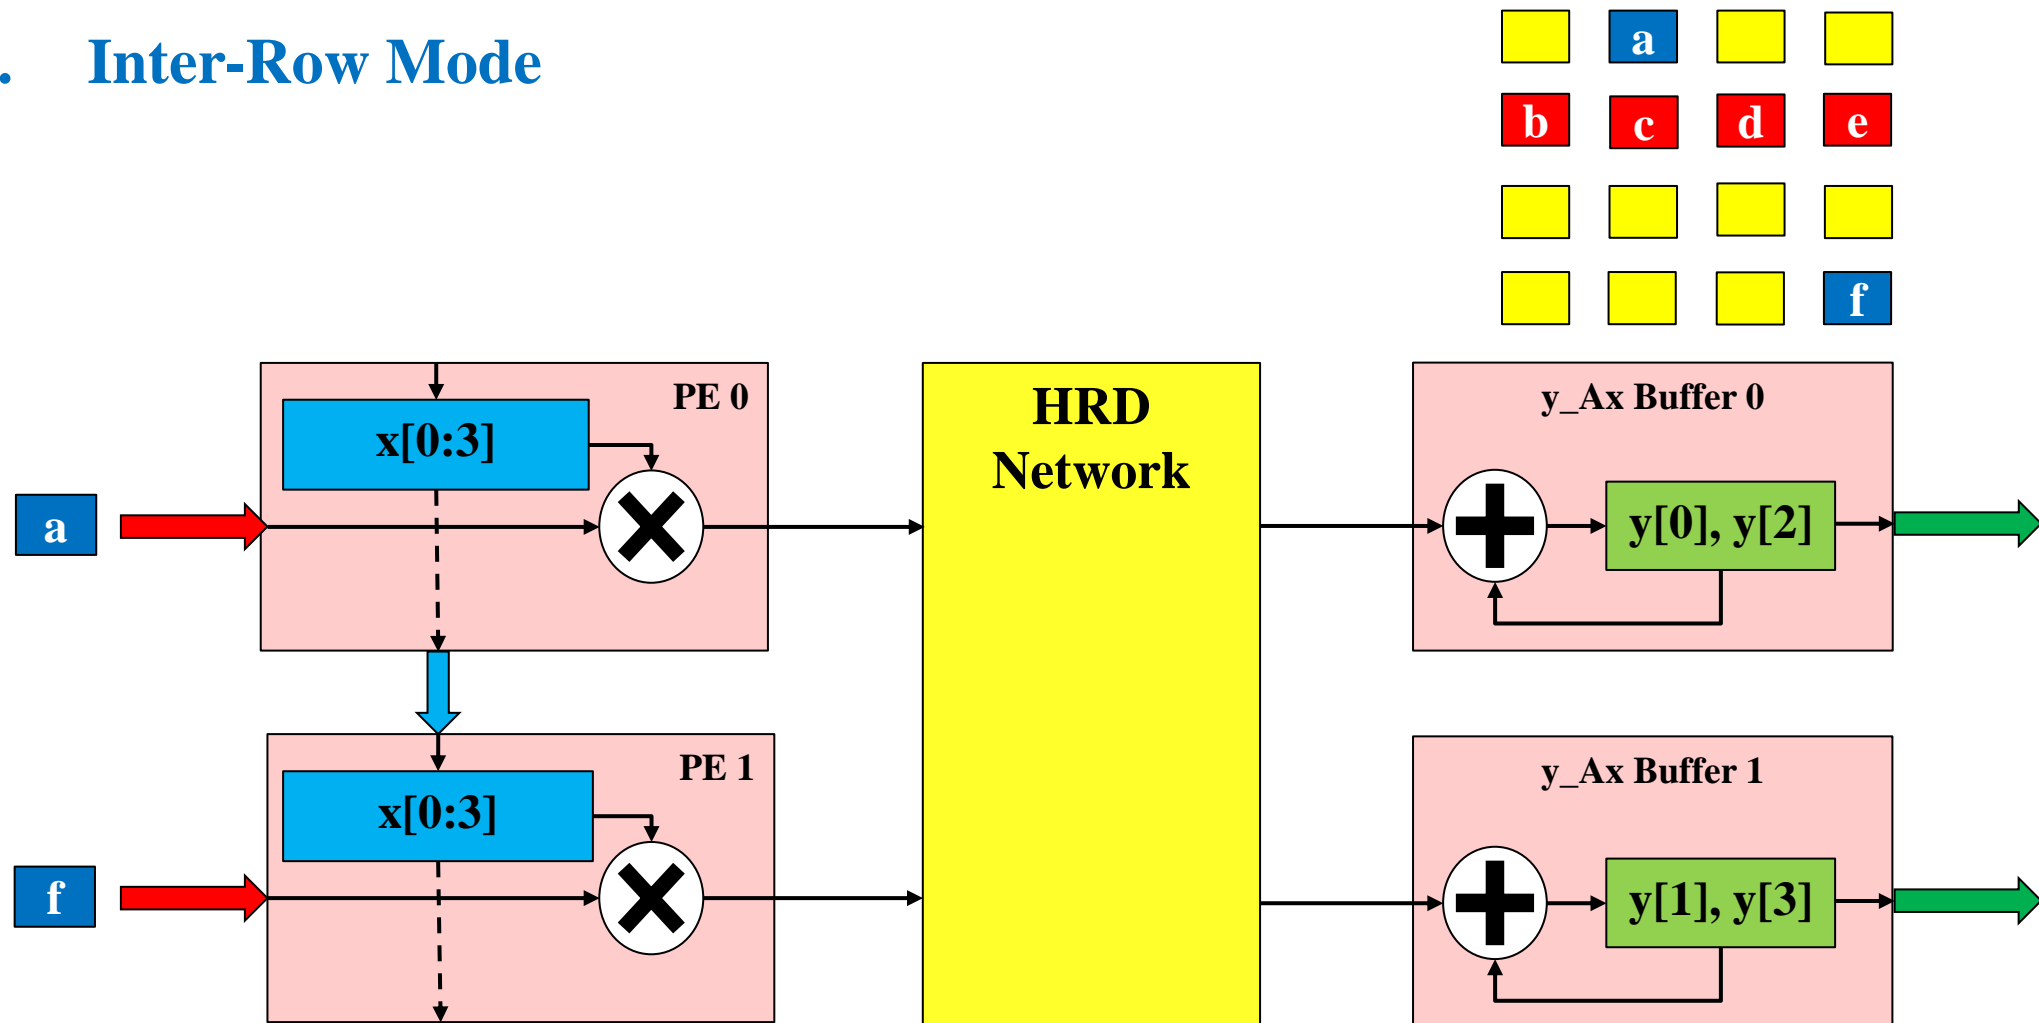 . Inter-Row Mode
a
b c d e
f
PE 0
x[0:3]
a
HRD
Network
y_Ax Buffer 0
y[0], y[2]
PE 1
x[0:3]
f
y_Ax Buffer 1
y[1], y[3]